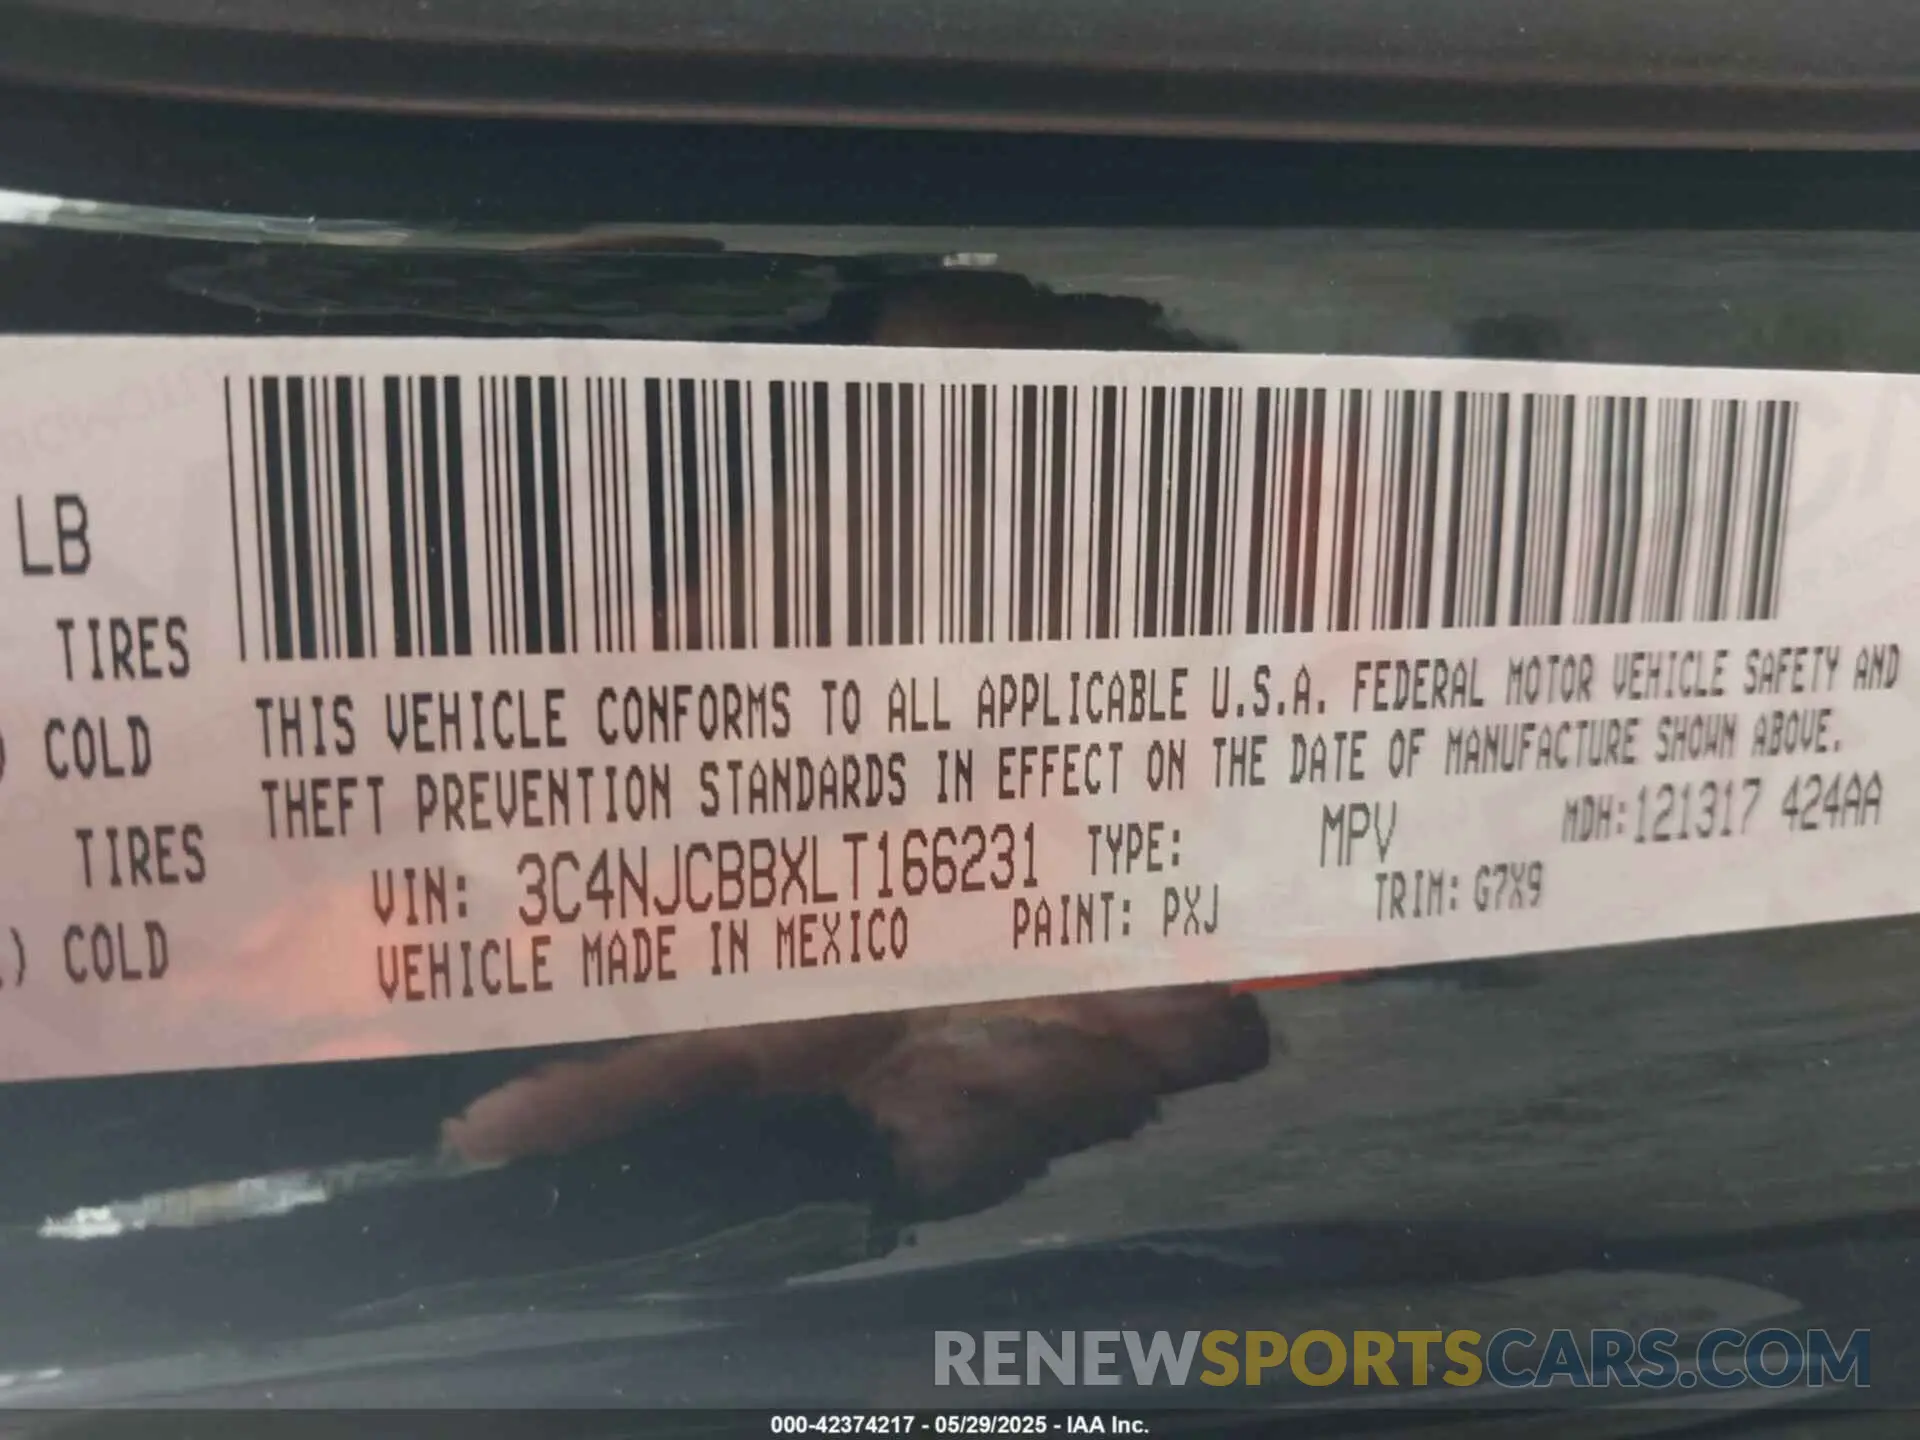 LB
TIRES
) COLD
TIRES
) COLD
THIS VEHICLE CONFORMS TO ALL APPLICABLE U.S.A. FEDERAL MOTOR VEHICLE SAFETY AND
THEFT PREVENTION STANDARDS IN EFFECT ON THE DATE OF MANUFACTURE SHOWN ABOVE.
VIN: 3C4NJCBBXLT166231 TYPE: MPV MDH:121317 424AA
VEHICLE MADE IN MEXICO PAINT: PXJ TRIM: G7X9
RENEWSPORTSCARS.COM
000-42374217 - 05/29/2025 - IAA Inc.